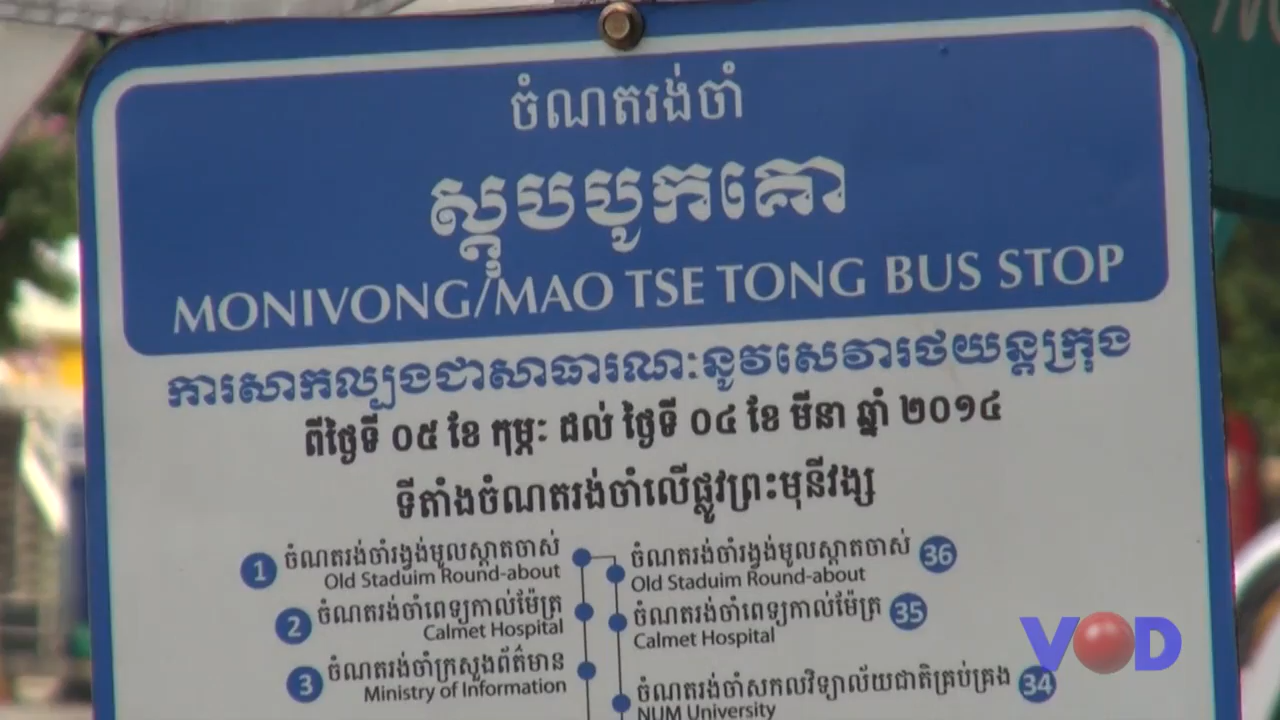 ចំណតរង់ចាំ
ស្តុបបូកគោ
MONIVONG/MAO TSE TONG BUS STOP
ការសាកល្បងជាសាធារណៈនូវសេវារថយន្តក្រុង
ពីថ្ងៃទី ០៥ ខែ កុម្ភៈ ដល់ ថ្ងៃទី ០៤ ខែ មីនា ឆ្នាំ ២០១៤
ទីតាំងចំណតរង់ចាំលើផ្លូវព្រះមុនីវង្ស
1 ចំណតរង់ចាំរង្វង់មូលស្តាតចាស់
Old Staduim Round-about
ចំណតរង់ចាំរង្វង់មូលស្តាតចាស់ 36
Old Staduim Round-about
2 ចំណតរង់ចាំពេទ្យកាល់ម៉ែត្រ
Calmet Hospital
ចំណតរង់ចាំពេទ្យកាល់ម៉ែត្រ 35
Calmet Hospital
3 ចំណតរង់ចាំក្រសួងព័ត៌មាន
Ministry of Information
ចំណតរង់ចាំសកលវិទ្យាល័យជាតិគ្រប់គ្រង 34
NUM University
VOD